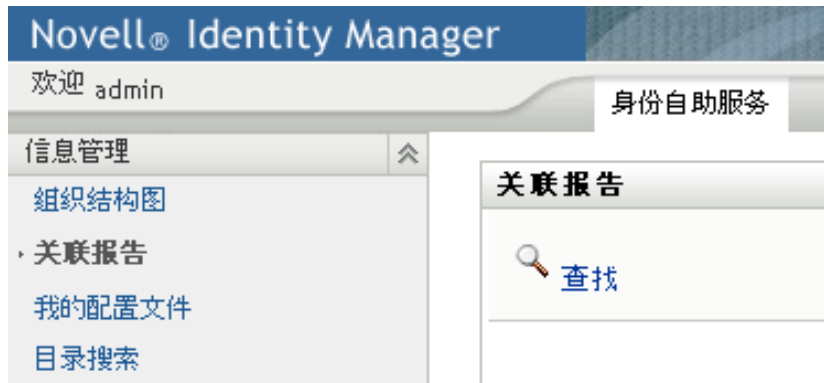 Novell® Identity Manager
欢迎 admin
身份自助服务
信息管理
组织结构图
关联报告
我的配置文件
目录搜索
关联报告
查找